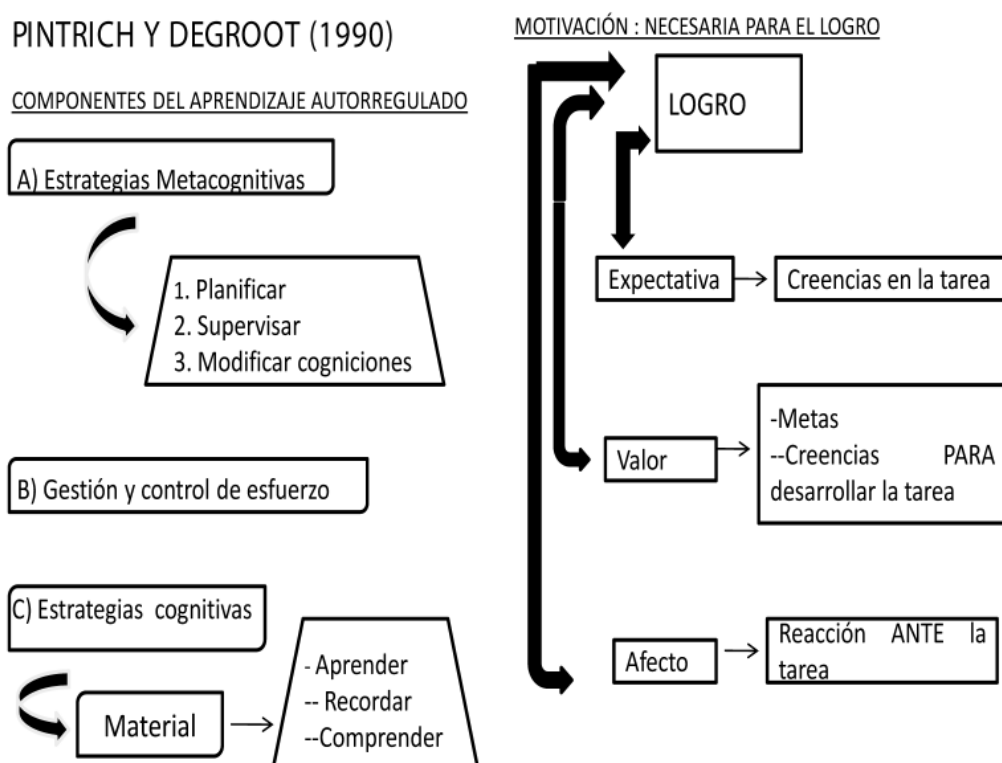 PINTRICH Y DEGROOT (1990)
COMPONENTES DEL APRENDIZAJE AUTORREGULADO
A) Estrategias Metacognitivas
1. Planificar
2. Supervisar
3. Modificar cogniciones
B) Gestión y control de esfuerzo
C) Estrategias cognitivas
Material
- Aprender
-- Recordar
--Comprender
MOTIVACIÓN : NECESARIA PARA EL LOGRO
LOGRO
Expectativa
Creencias en la tarea
Valor
-Metas
--Creencias PARA
desarrollar la tarea
Afecto
Reacción ANTE la
tarea